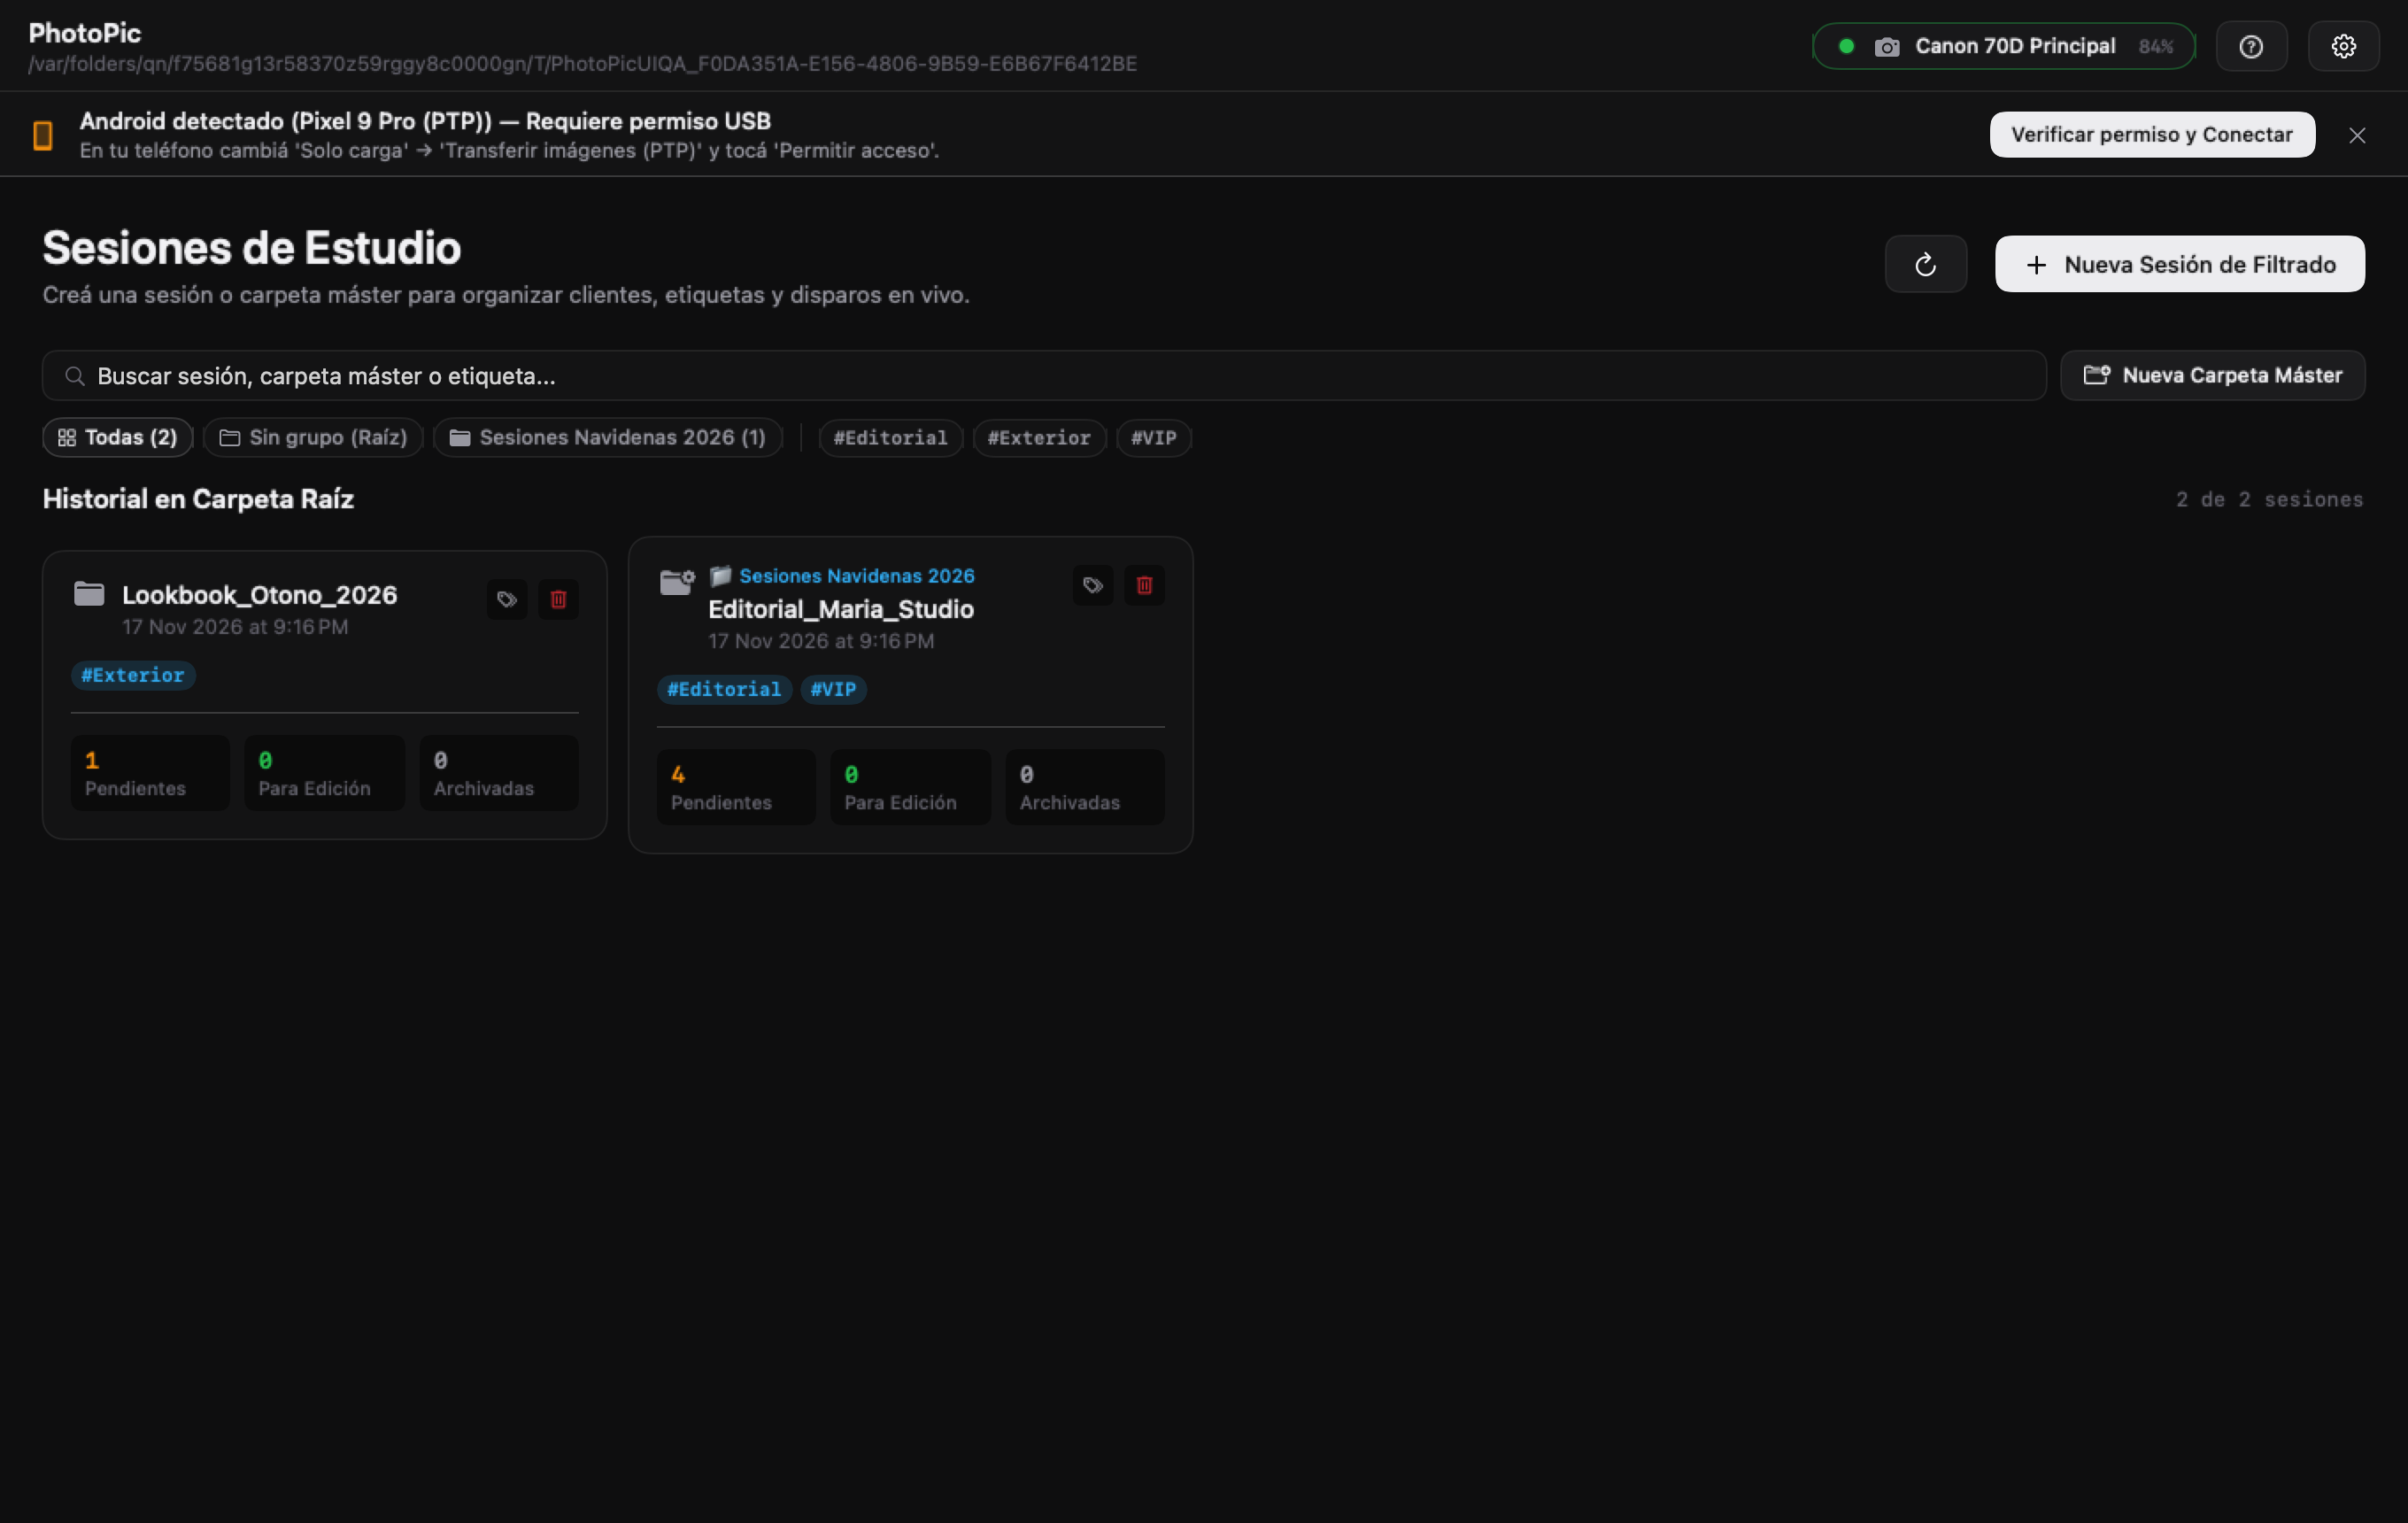 PhotoPic
/var/folders/qn/f75681g13r58370z59rggy8c0000gn/T/PhotoPicUIQA_F0DA351A-E156-4806-9B59-E6B67F6412BE
Canon 70D Principal 84%
Android detectado (Pixel 9 Pro (PTP)) — Requiere permiso USB
En tu teléfono cambiá 'Solo carga' → 'Transferir imágenes (PTP)' y tocá 'Permitir acceso'.
Verificar permiso y Conectar
Sesiones de Estudio
Creá una sesión o carpeta máster para organizar clientes, etiquetas y disparos en vivo.
Nueva Sesión de Filtrado
Buscar sesión, carpeta máster o etiqueta...
Nueva Carpeta Máster
Todas (2) Sin grupo (Raíz) Sesiones Navidenas 2026 (1) #Editorial #Exterior #VIP
Historial en Carpeta Raíz
2 de 2 sesiones
Lookbook_Otono_2026
17 Nov 2026 at 9:16 PM
#Exterior
1 0 0
Pendientes Para Edición Archivadas
Sesiones Navidenas 2026
Editorial_Maria_Studio
17 Nov 2026 at 9:16 PM
#Editorial #VIP
4 0 0
Pendientes Para Edición Archivadas